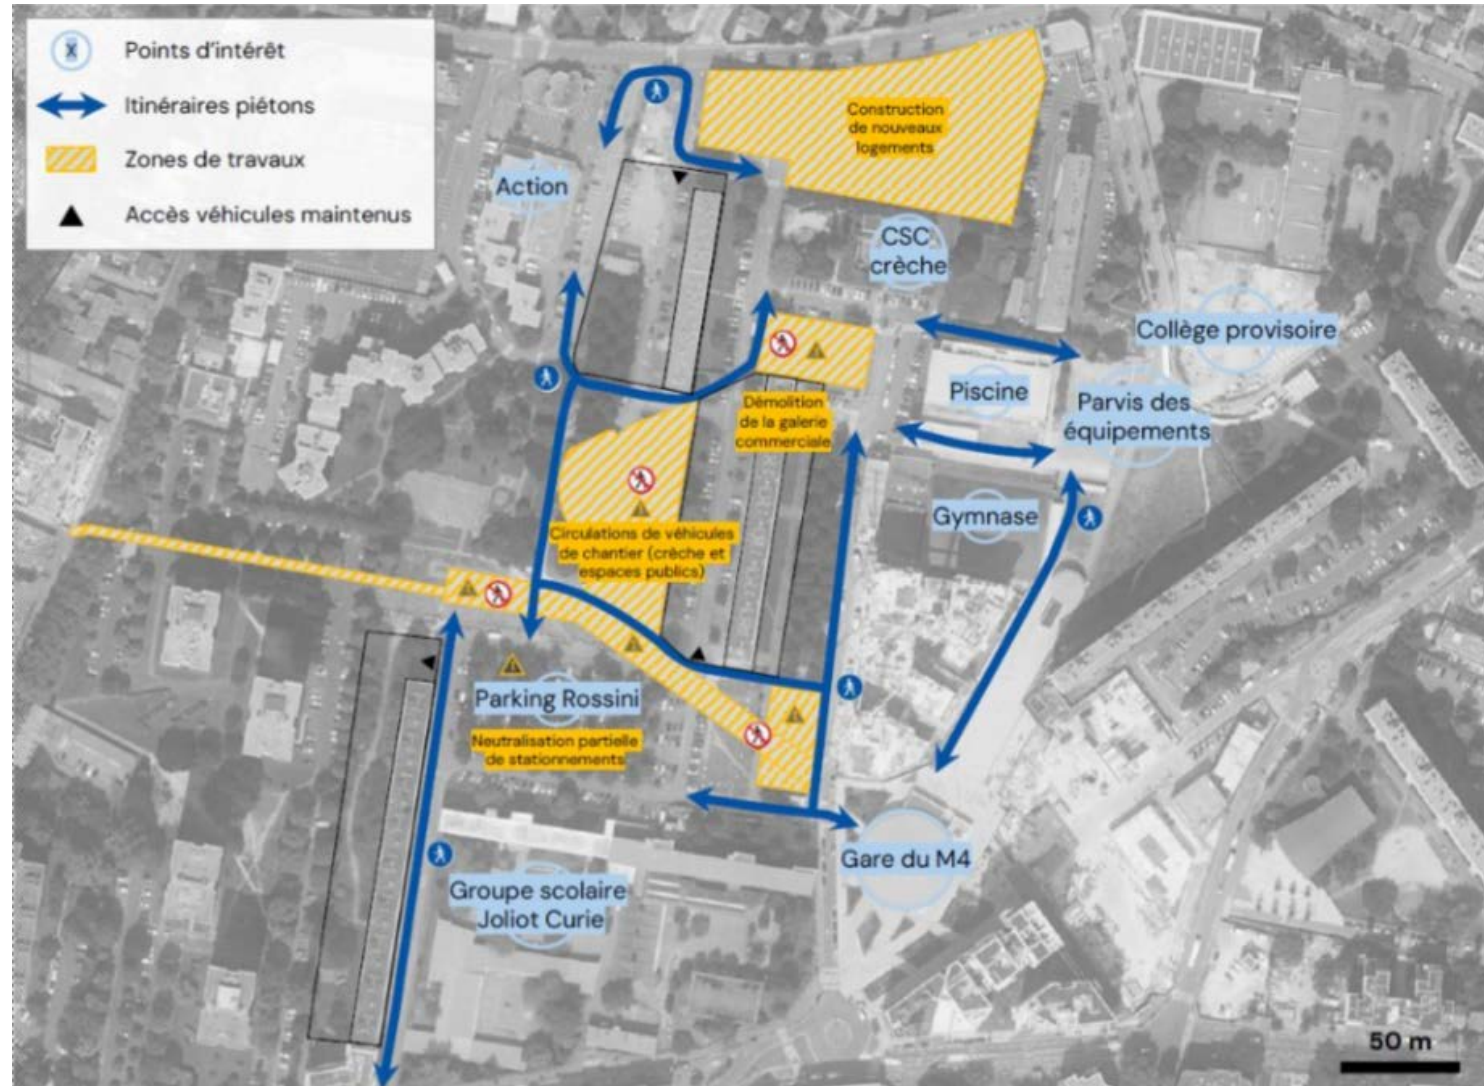 X
Points d'intérêt
Itinéraires piétons
Zones de travaux
Accès véhicules maintenus
Construction
de nouveaux
logements
Action
CSC
crèche
Collège provisoire
Piscine
Parvis des
équipements
Démolition
de la galerie
commerciale
Gymnase
Circulations de véhicules
de chantier (crèche et
espaces publics)
Parking Rossini
Neutralisation partielle
de stationnements
Gare du M4
Groupe scolaire
Joliot Curie
50 m